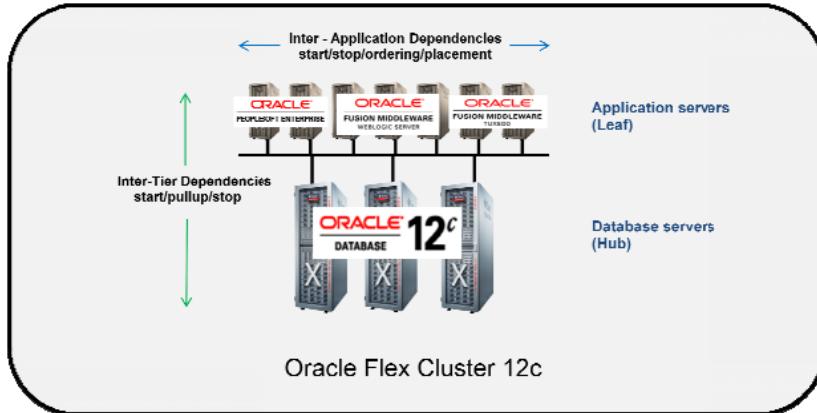 Inter - Application Dependencies
start/stop/ordering/placement
ORACLE
PEOPLESOFT ENTERPRISE
ORACLE
FUSION MIDDLEWARE
WEBLOGIC SERVER
ORACLE
FUSION MIDDLEWARE
TUXEDO
Application servers
(Leaf)
Inter-Tier Dependencies
start/pullup/stop
ORACLE
DATABASE
12c
X
X
X
Database servers
(Hub)
Oracle Flex Cluster 12c